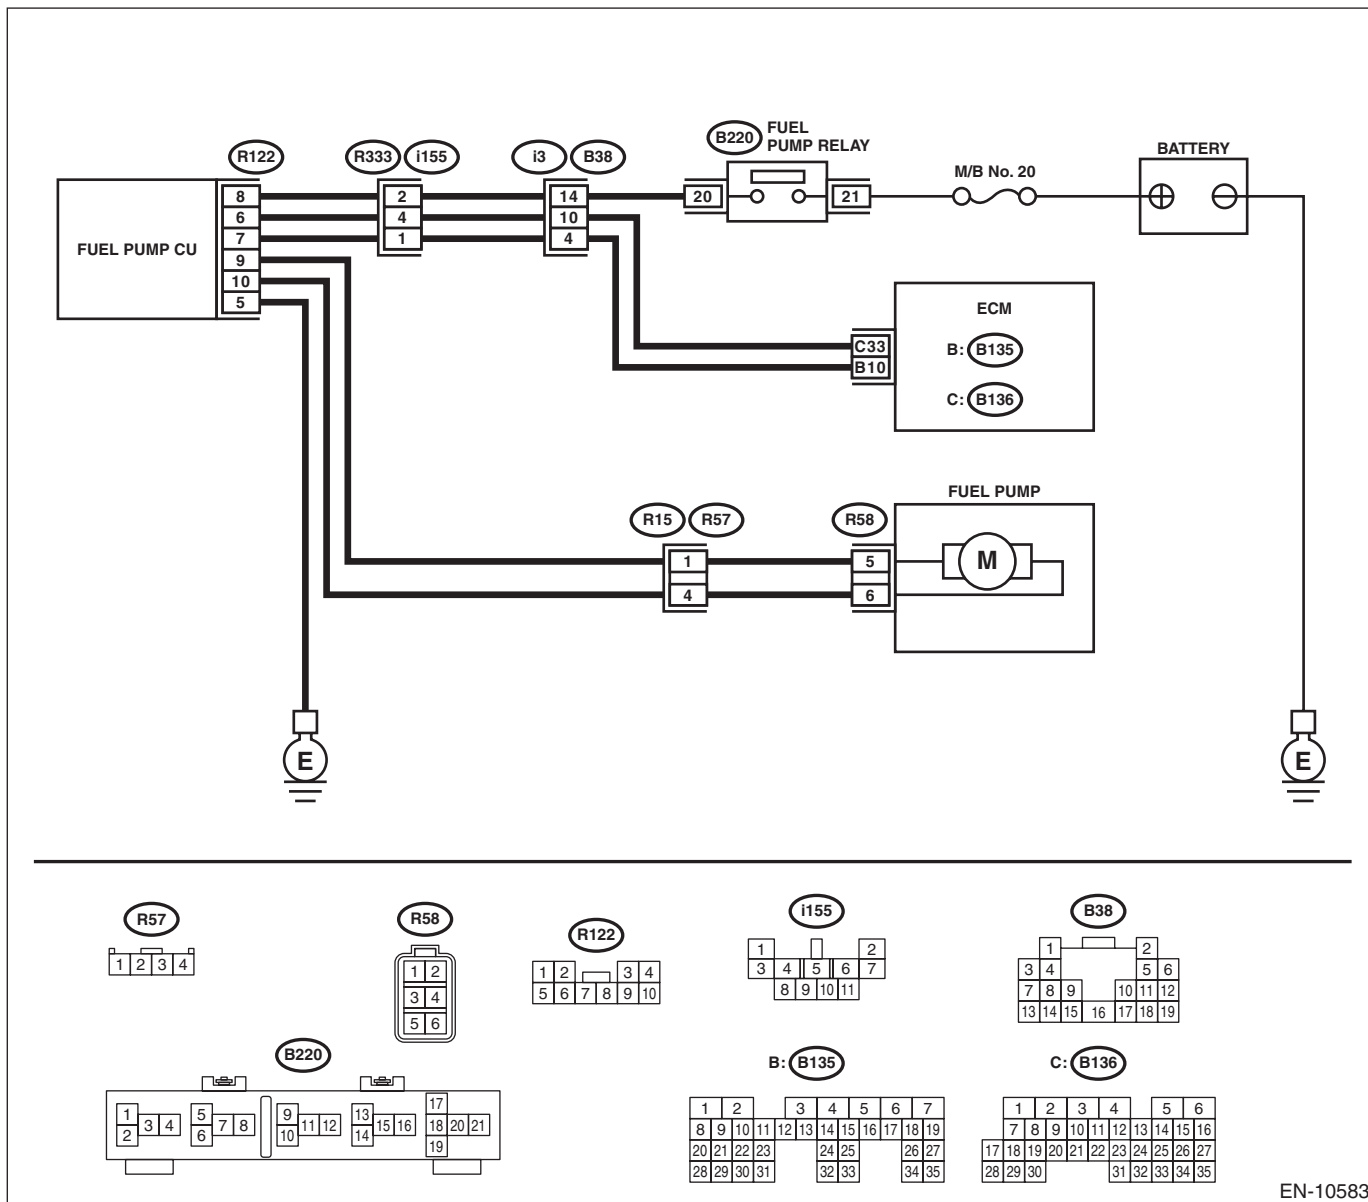 B220 FUEL
PUMP RELAY
R122 R333 i155 i3 B38
BATTERY
M/B No. 20
8 2 14 20 21
6 4 10
FUEL PUMP CU
7 1 4
9
10
5
ECM
C33
B: B135
B10
C: B136
FUEL PUMP
R15 R57 R58
1 5 M
4 6
E E
R57 R58 R122 i155 B38
1 2 3 4
1 2
3 4
5 6
1 2 3 4
5 6 7 8 9 10
1 2
3 4 5 6 7
8 9 10 11
1 2
3 4 5 6
7 8 9 10 11 12
13 14 15 16 17 18 19
B220
1 5 9 13 17
3 4 7 8 11 12 15 16 18 20 21
2 6 10 14 19
B: B135
1 2 3 4 5 6 7
8 9 10 11 12 13 14 15 16 17 18 19
20 21 22 23 24 25 26 27
28 29 30 31 32 33 34 35
C: B136
1 2 3 4 5 6
7 8 9 10 11 12 13 14 15 16
17 18 19 20 21 22 23 24 25 26 27
28 29 30 31 32 33 34 35
EN-10583